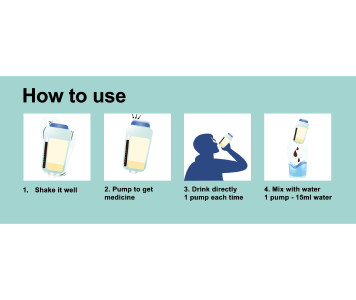 How to use
1. Shake it well
2. Pump to get
medicine
3. Drink directly
1 pump each time
4. Mix with water
1 pump - 15ml water